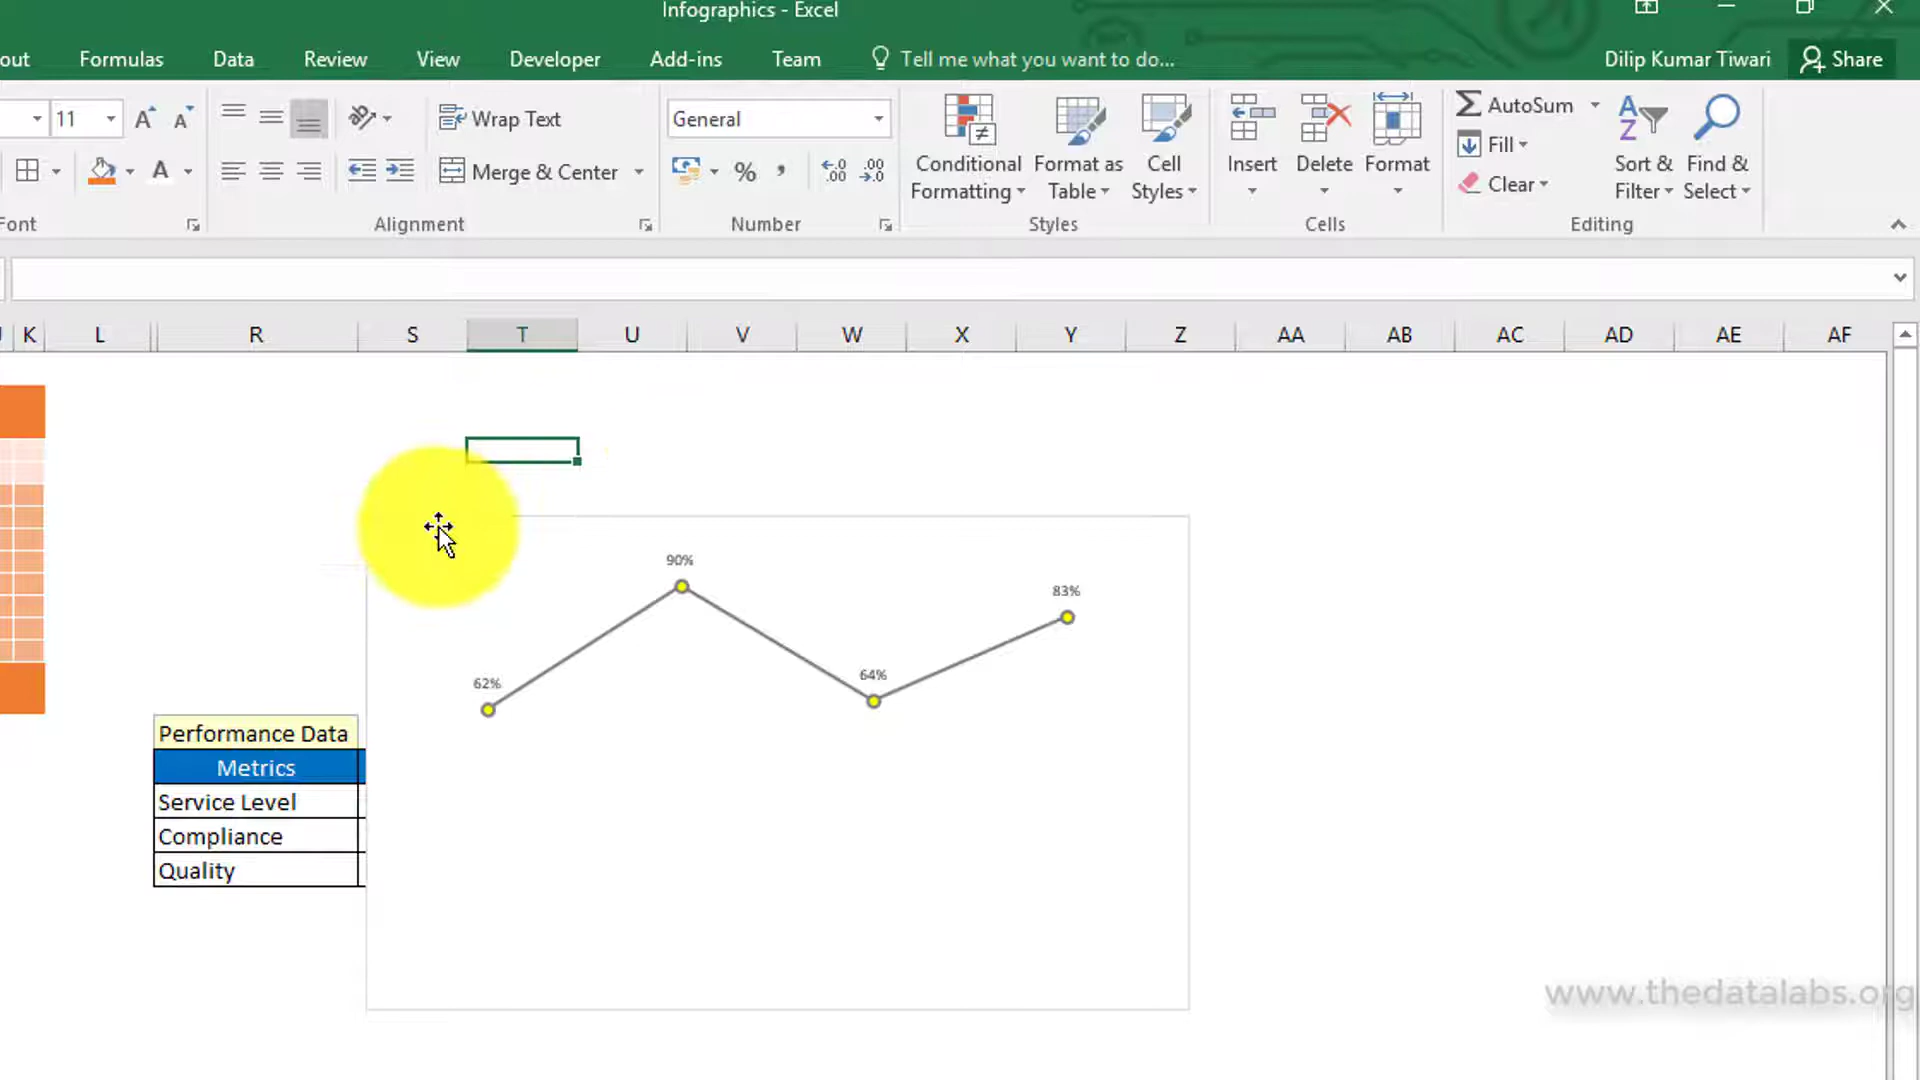 Infographics - Excel
out Formulas Data Review View Developer Add-ins Team Tell me what you want to do... Dilip Kumar Tiwari Share
11 Wrap Text General Conditional Formatting Format as Table Cell Styles Insert Delete Format AutoSum Fill Clear Sort & Filter Find & Select
Merge & Center % , .00 .0 .00
Font Alignment Number Styles Cells Editing
K L R S T U V W X Y Z AA AB AC AD AE AF
90%
83%
64%
62%
Performance Data
Metrics
Service Level
Compliance
Quality
www.thedatalabs.org